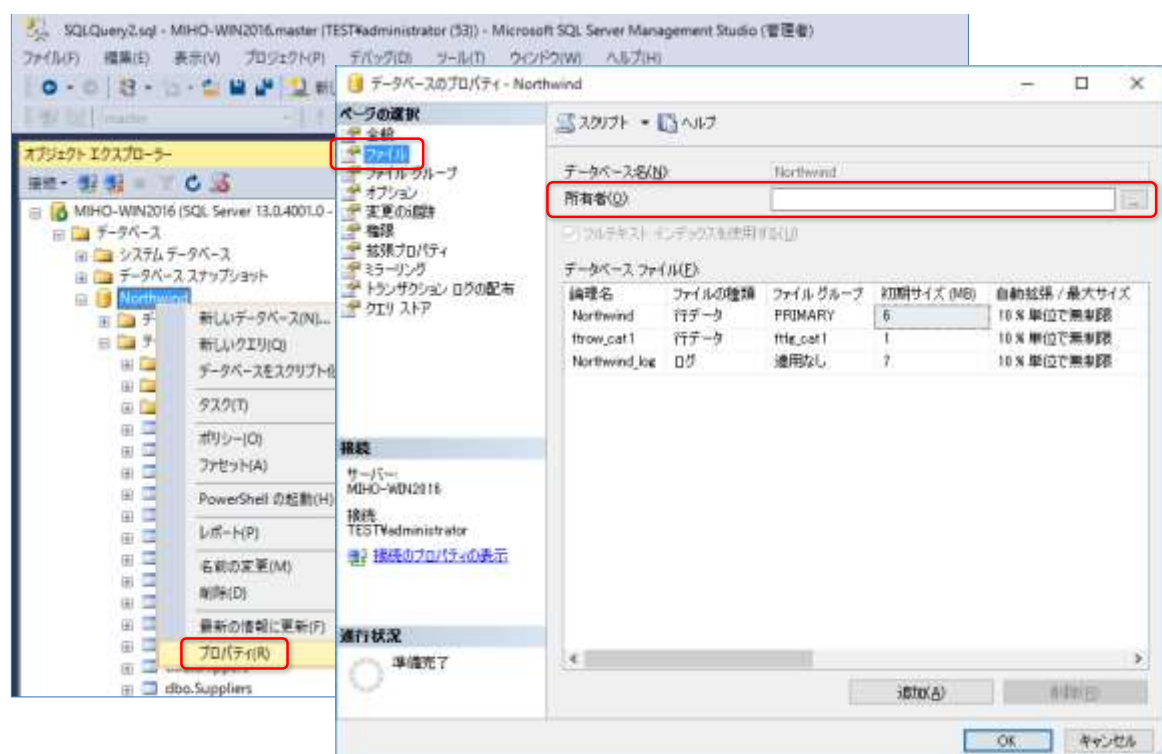 SQLQuery2.sql - MIHO-WIN2016.master (TEST¥administrator (53)) - Microsoft SQL Server Management Studio (管理者)
ファイル(F) 編集(E) 表示(V) プロジェクト(P) デバッグ(D) ツール(T) ウィンドウ(W) ヘルプ(H)
master
オブジェクト エクスプローラー
接続
MIHO-WIN2016 (SQL Server 13.0.4001.0 -
データベース
システム データベース
データベース スナップショット
Northwind
dbo.Suppliers
新しいデータベース(N)...
新しいクエリ(Q)
データベースをスクリプト化
タスク(T)
ポリシー(O)
ファセット(A)
PowerShell の起動(H)
レポート(P)
名前の変更(M)
削除(D)
最新の情報に更新(F)
プロパティ(R)
データベースのプロパティ - Northwind
ページの選択
全般
ファイル
ファイル グループ
オプション
変更の追跡
権限
拡張プロパティ
ミラーリング
トランザクション ログの配布
クエリ ストア
接続
サーバー:
MIHO-WIN2016
接続:
TEST¥administrator
接続のプロパティの表示
進行状況
準備完了
スクリプト ヘルプ
データベース名(N): Northwind
所有者(O):
フルテキスト インデックスを使用する(U)
データベース ファイル(E):
論理名 ファイルの種類 ファイル グループ 初期サイズ (MB) 自動拡張 / 最大サイズ
Northwind 行データ PRIMARY 6 10 % 単位で無制限
ftrow_cat1 行データ ftfg_cat1 1 10 % 単位で無制限
Northwind_log ログ 適用なし 7 10 % 単位で無制限
追加(A) 削除(R)
OK キャンセル